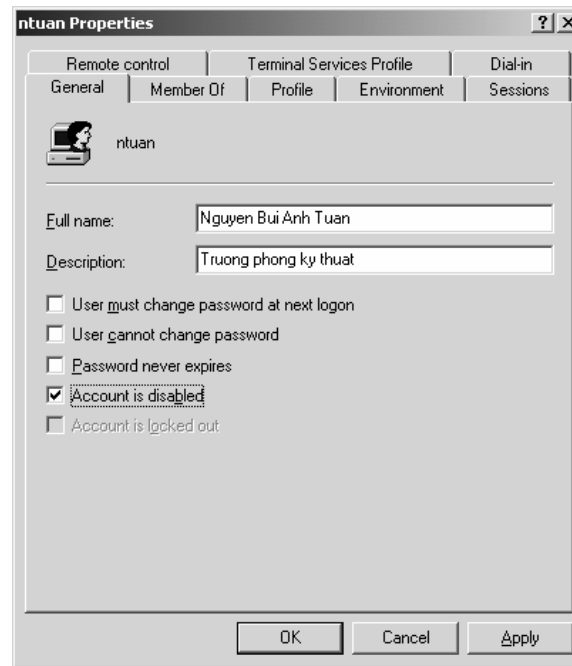 ntuan Properties
Remote control Terminal Services Profile Dial-in
General Member Of Profile Environment Sessions
ntuan
Full name: Nguyen Bui Anh Tuan
Description: Truong phong ky thuat
User must change password at next logon
User cannot change password
Password never expires
Account is disabled
Account is locked out
OK Cancel Apply